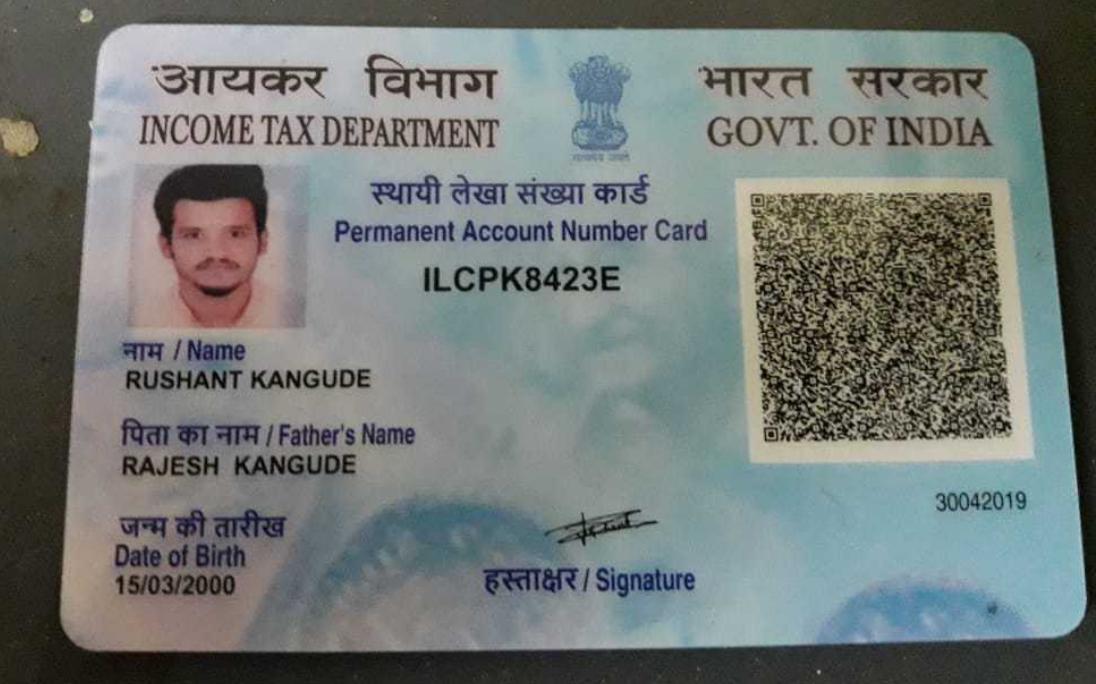 आयकर विभाग
INCOME TAX DEPARTMENT
भारत सरकार
GOVT. OF INDIA
सत्यमेव जयते
स्थायी लेखा संख्या कार्ड
Permanent Account Number Card
ILCPK8423E
नाम / Name
RUSHANT KANGUDE
पिता का नाम / Father's Name
RAJESH KANGUDE
जन्म की तारीख
Date of Birth
15/03/2000
हस्ताक्षर / Signature
30042019